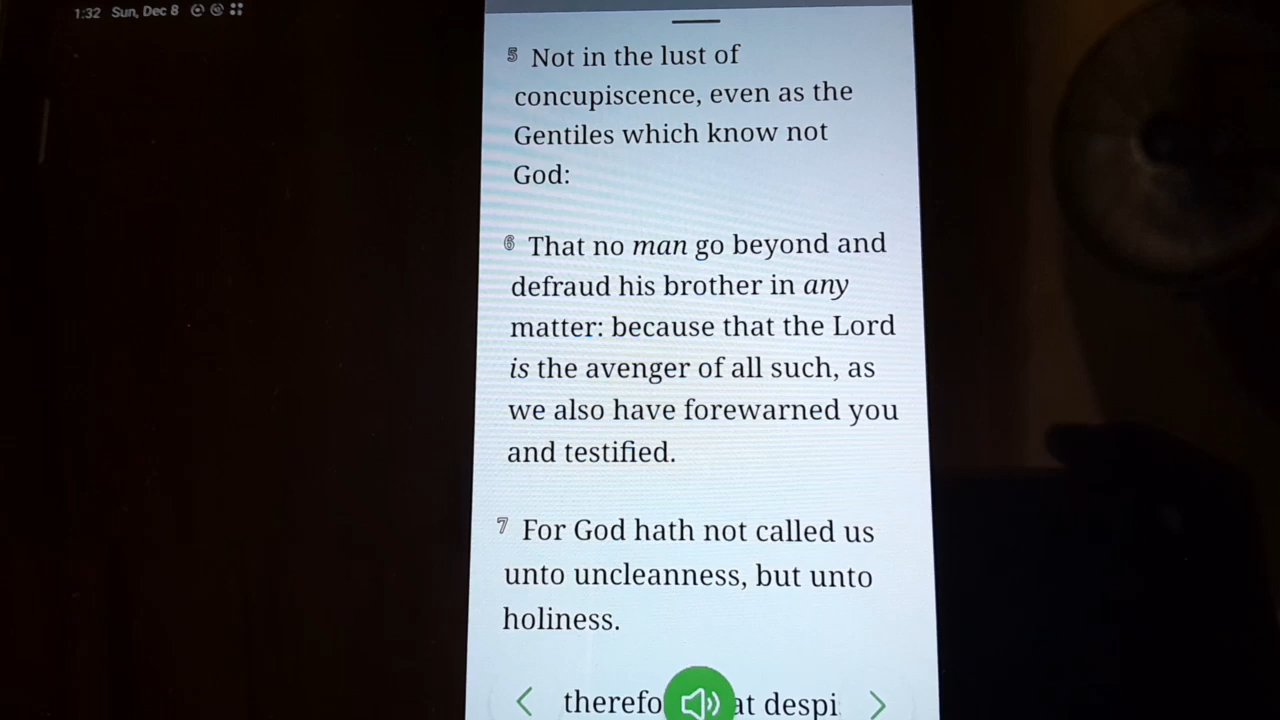 1:32 Sun, Dec 8
5 Not in the lust of
concupiscence, even as the
Gentiles which know not
God:
6 That no man go beyond and
defraud his brother in any
matter: because that the Lord
is the avenger of all such, as
we also have forewarned you
and testified.
7 For God hath not called us
unto uncleanness, but unto
holiness.